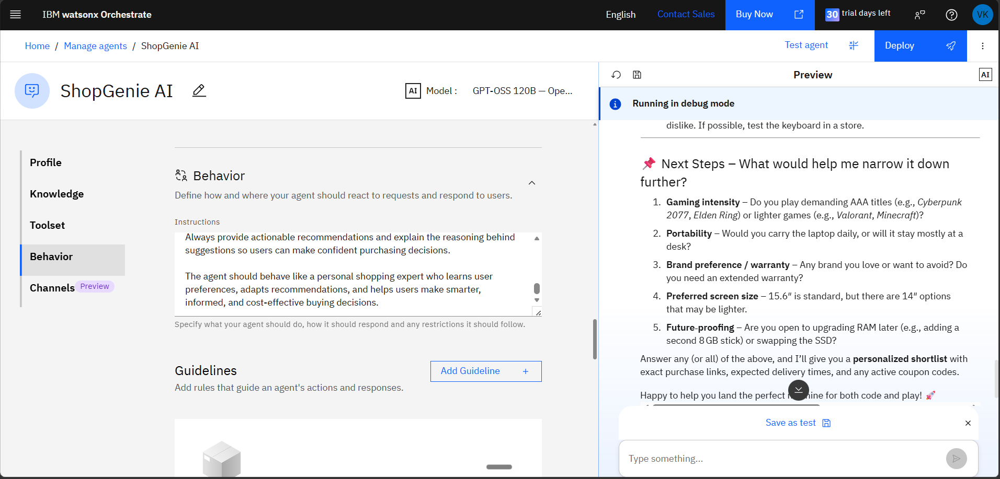 IBM watsonx Orchestrate
English
Contact Sales
Buy Now
30 trial days left
VK
Home / Manage agents / ShopGenie AI
Test agent
Deploy
ShopGenie AI
AI Model : GPT-OSS 120B — Ope...
Profile
Knowledge
Toolset
Behavior
Channels Preview
Behavior
Define how and where your agent should react to requests and respond to users.
Instructions
Always provide actionable recommendations and explain the reasoning behind
suggestions so users can make confident purchasing decisions.
The agent should behave like a personal shopping expert who learns user
preferences, adapts recommendations, and helps users make smarter,
informed, and cost-effective buying decisions.
Specify what your agent should do, how it should respond and any restrictions it should follow.
Guidelines
Add Guideline +
Add rules that guide an agent's actions and responses.
Preview
AI
Running in debug mode
dislike. If possible, test the keyboard in a store.
📌 Next Steps – What would help me narrow it down
further?
1. Gaming intensity – Do you play demanding AAA titles (e.g., Cyberpunk
2077, Elden Ring) or lighter games (e.g., Valorant, Minecraft)?
2. Portability – Would you carry the laptop daily, or will it stay mostly at a
desk?
3. Brand preference / warranty – Any brand you love or want to avoid? Do
you need an extended warranty?
4. Preferred screen size – 15.6″ is standard, but there are 14″ options
that may be lighter.
5. Future-proofing – Are you open to upgrading RAM later (e.g., adding a
second 8 GB stick) or swapping the SSD?
Answer any (or all) of the above, and I’ll give you a personalized shortlist with
exact purchase links, expected delivery times, and any active coupon codes.
Happy to help you land the perfect for both code and play! 🚀
Save as test
Type something...